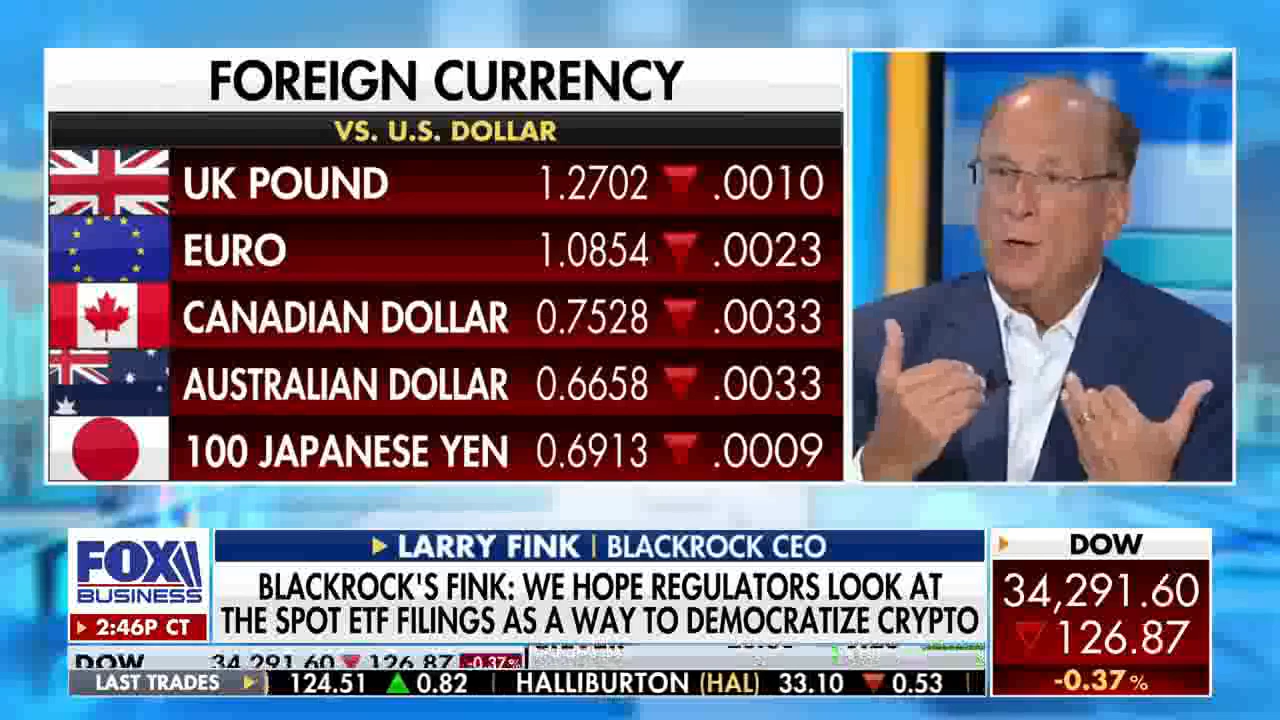 FOREIGN CURRENCY
VS. U.S. DOLLAR
UK POUND 1.2702 ▼ .0010
EURO 1.0854 ▼ .0023
CANADIAN DOLLAR 0.7528 ▼ .0033
AUSTRALIAN DOLLAR 0.6658 ▼ .0033
100 JAPANESE YEN 0.6913 ▼ .0009
FOX
BUSINESS
2:46P CT
LARRY FINK | BLACKROCK CEO
BLACKROCK'S FINK: WE HOPE REGULATORS LOOK AT
THE SPOT ETF FILINGS AS A WAY TO DEMOCRATIZE CRYPTO
DOW
34,291.60
▼ 126.87
-0.37%
DOW 34,291.60 ▼ 126.87 -0.37%
LAST TRADES 124.51 ▲ 0.82 | HALLIBURTON (HAL) 33.10 ▼ 0.53